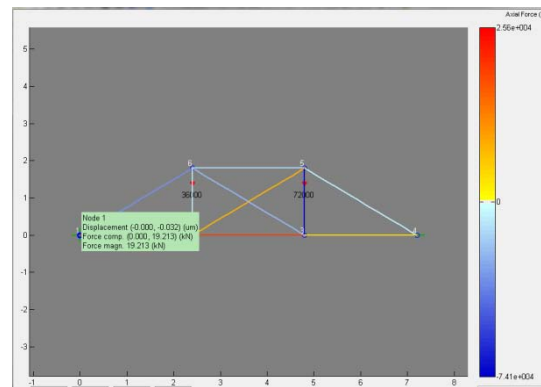 Axial Force (
2.56e+004
0
-7.41e+004
5
4
3
2
1
0
-1
-2
-3
-1 0 1 2 3 4 5 6 7 8
6 5
36000 72000
3 4
Node 1
Displacement (-0.000, -0.032) (um)
Force comp. (0.000, 19.213) (kN)
Force magn. 19.213 (kN)